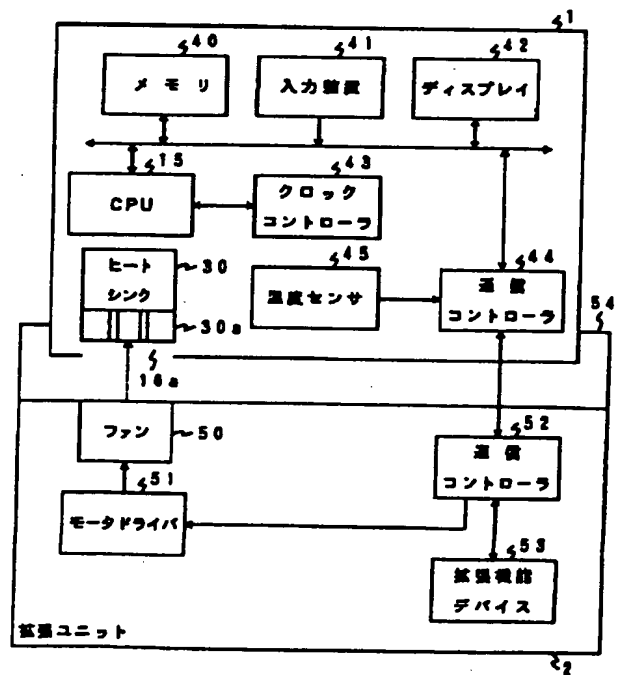 1
40
41
42
メモリ
入力装置
ディスプレイ
15
43
CPU
クロック
コントローラ
45
44
ヒート
シンク
30
温度センサ
通信
コントローラ
54
30a
16a
ファン
50
52
通信
コントローラ
51
モータドライバ
53
拡張機能
デバイス
拡張ユニット
2